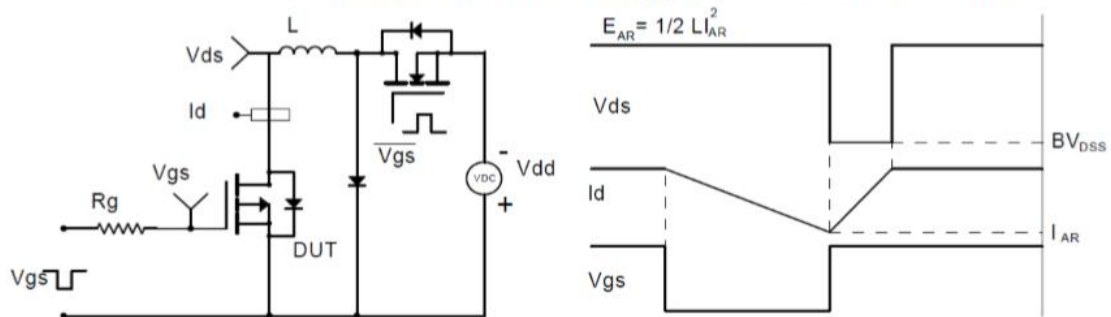 L
Vds
Id
Vgs
Vgs
Rg
Vgs
DUT
-
Vdd
VDC
+
E_AR = 1/2 LI_AR^2
Vds
BV_DSS
Id
I_AR
Vgs